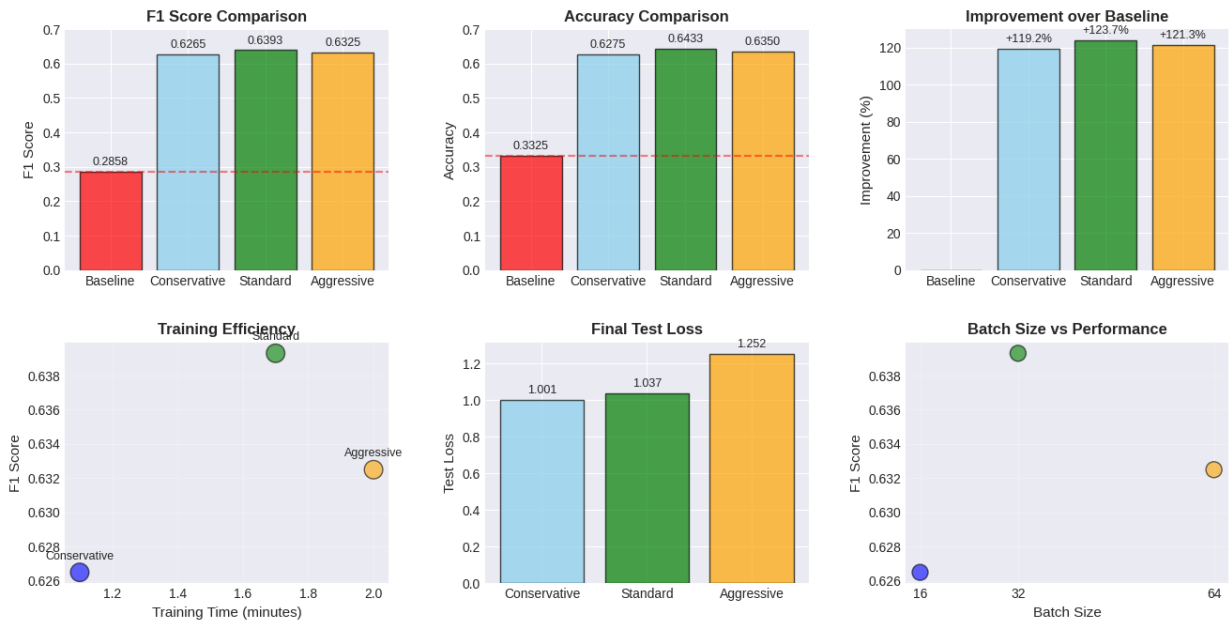 F1 Score Comparison
0.7
0.6
0.5
0.4
0.3
0.2
0.1
0.0
F1 Score
0.2858
0.6265
0.6393
0.6325
Baseline Conservative Standard Aggressive
Accuracy Comparison
0.7
0.6
0.5
0.4
0.3
0.2
0.1
0.0
Accuracy
0.3325
0.6275
0.6433
0.6350
Baseline Conservative Standard Aggressive
Improvement over Baseline
120
100
80
60
40
20
0
Improvement (%)
+119.2%
+123.7%
+121.3%
Baseline Conservative Standard Aggressive
Training Efficiency
0.638
0.636
0.634
0.632
0.630
0.628
0.626
F1 Score
Standard
Aggressive
Conservative
1.2 1.4 1.6 1.8 2.0
Training Time (minutes)
Final Test Loss
1.2
1.0
0.8
0.6
0.4
0.2
0.0
Test Loss
1.001
1.037
1.252
Conservative Standard Aggressive
Batch Size vs Performance
0.638
0.636
0.634
0.632
0.630
0.628
0.626
F1 Score
16 32 64
Batch Size